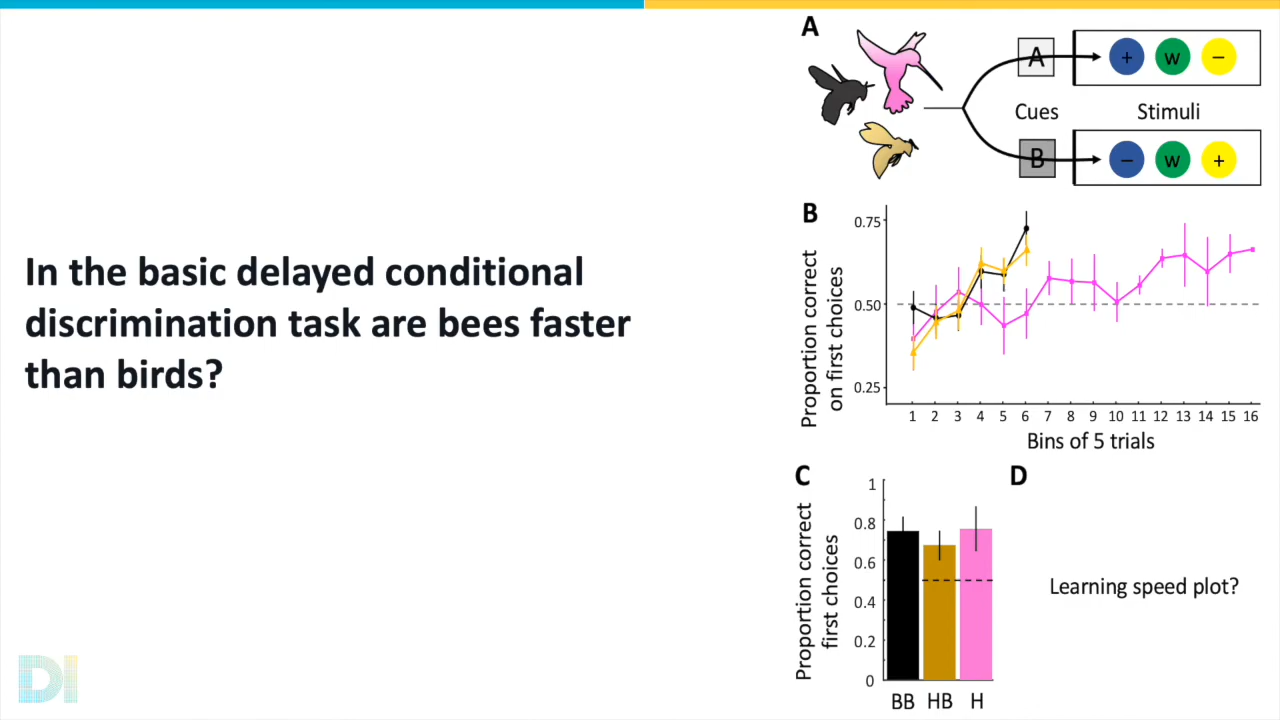 In the basic delayed conditional
discrimination task are bees faster
than birds?
A
A
+ w –
Cues
Stimuli
B
– w +
B
Proportion correct
on first choices
0.75
0.50
0.25
1 2 3 4 5 6 7 8 9 10 11 12 13 14 15 16
Bins of 5 trials
C
Proportion correct
first choices
1
0.8
0.6
0.4
0.2
0
BB HB H
D
Learning speed plot?
DI